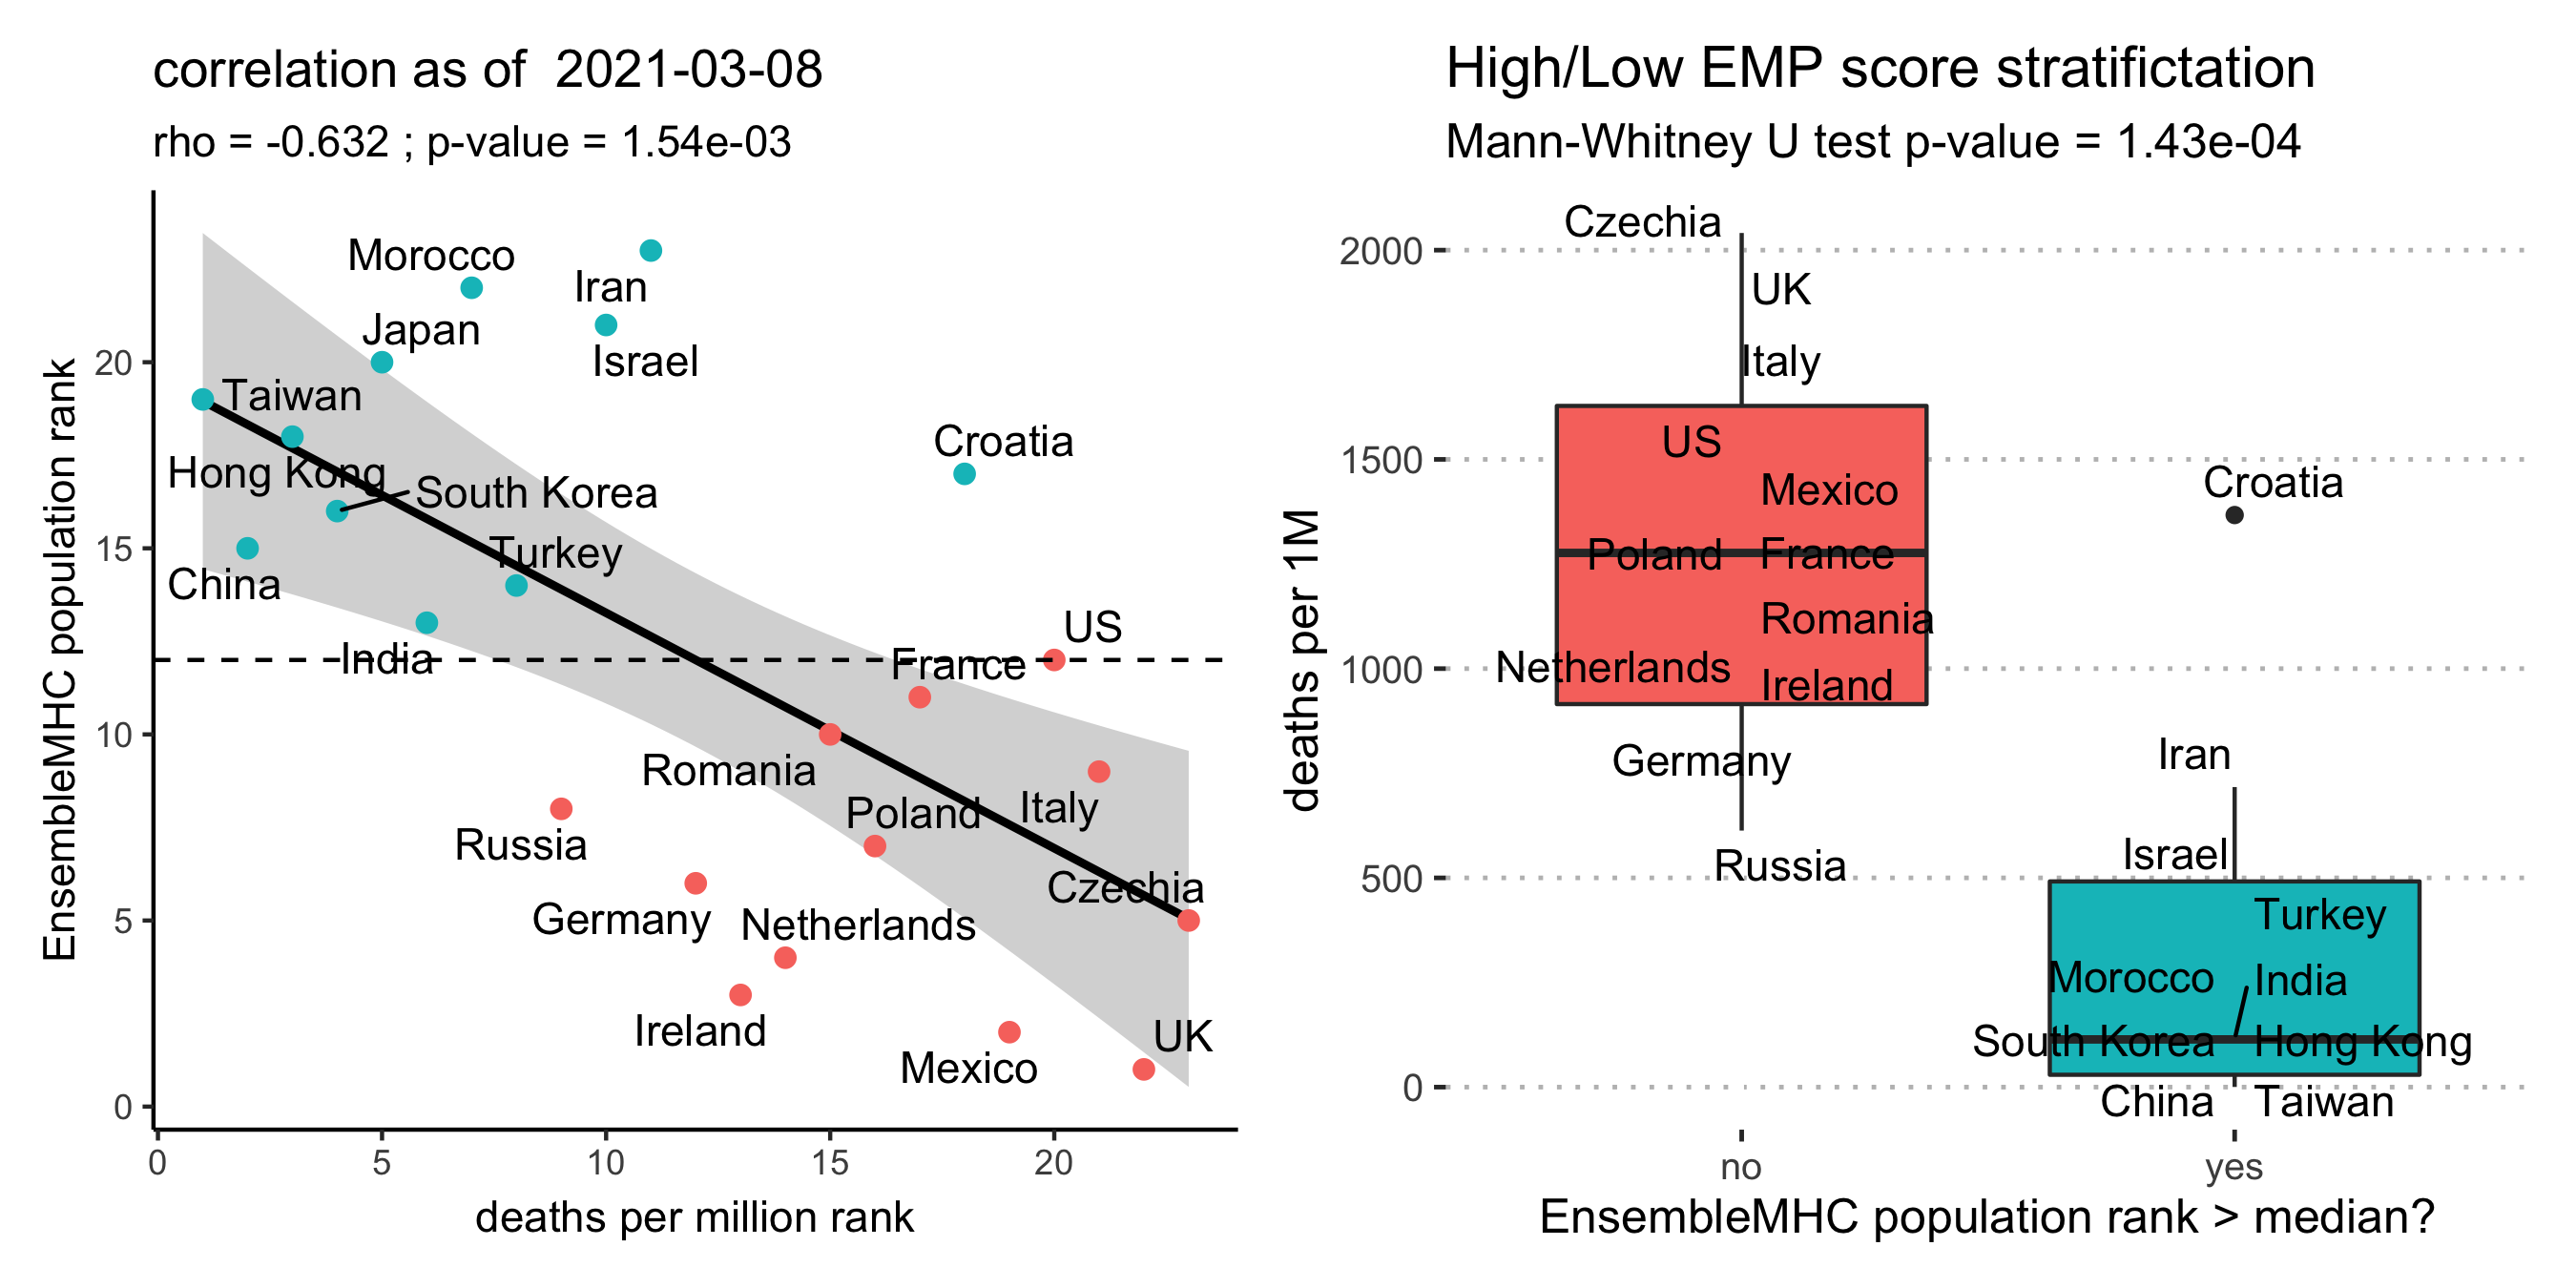 correlation as of  2021-03-08
rho = -0.632 ; p-value = 1.54e-03
EnsembleMHC population rank
20
15
10
5
0
Morocco
Iran
Japan
Israel
Taiwan
Croatia
Hong Kong
South Korea
Turkey
China
US
India
France
Romania
Italy
Poland
Russia
Czechia
Germany
Netherlands
Ireland
UK
Mexico
0
5
10
15
20
deaths per million rank
High/Low EMP score stratifictation
Mann-Whitney U test p-value = 1.43e-04
deaths per 1M
2000
1500
1000
500
0
Czechia
UK
Italy
US
Mexico
Croatia
Poland
France
Romania
Netherlands
Ireland
Germany
Iran
Russia
Israel
Turkey
Morocco
India
South Korea
Hong Kong
China
Taiwan
no
yes
EnsembleMHC population rank > median?